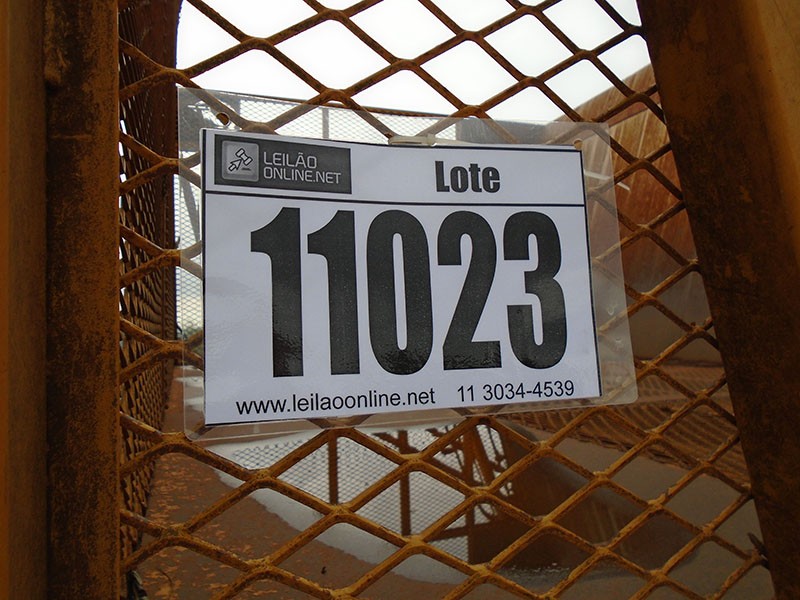 LEILÃO
ONLINE.NET
Lote
11023
www.leilaoonline.net 11 3034-4539